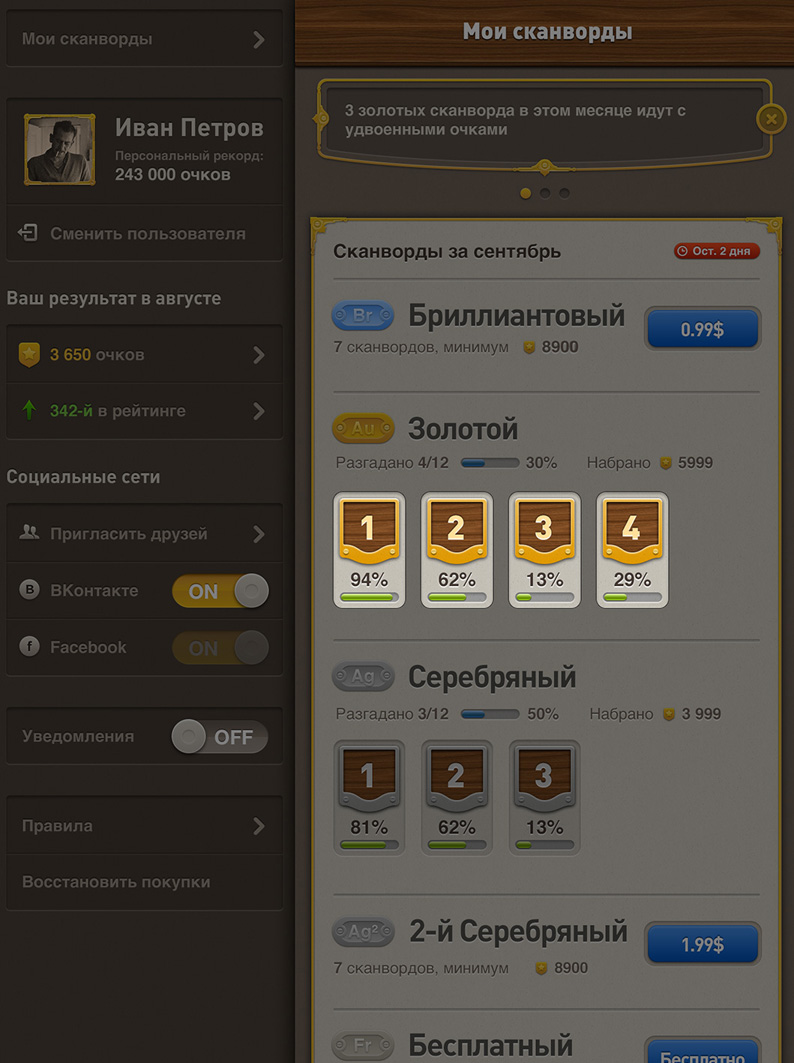 Мои сканворды
Иван Петров
Персональный рекорд:
243 000 очков
Сменить пользователя
Ваш результат в августе
3 650 очков
342-й в рейтинге
Социальные сети
Пригласить друзей
B ВКонтакте ON
f Facebook ON
Уведомления OFF
Правила
Восстановить покупки
Мои сканворды
3 золотых сканворда в этом месяце идут с
удвоенными очками
Сканворды за сентябрь Ост. 2 дня
Br Бриллиантовый 0.99$
7 сканвордов, минимум 8900
Au Золотой
Разгадано 4/12 30% Набрано 5999
1 2 3 4
94% 62% 13% 29%
Ag Серебряный
Разгадано 3/12 50% Набрано 3 999
1 2 3
81% 62% 13%
Ag² 2-й Серебряный 1.99$
7 сканвордов, минимум 8900
Fr Бесплатный Бесплатно